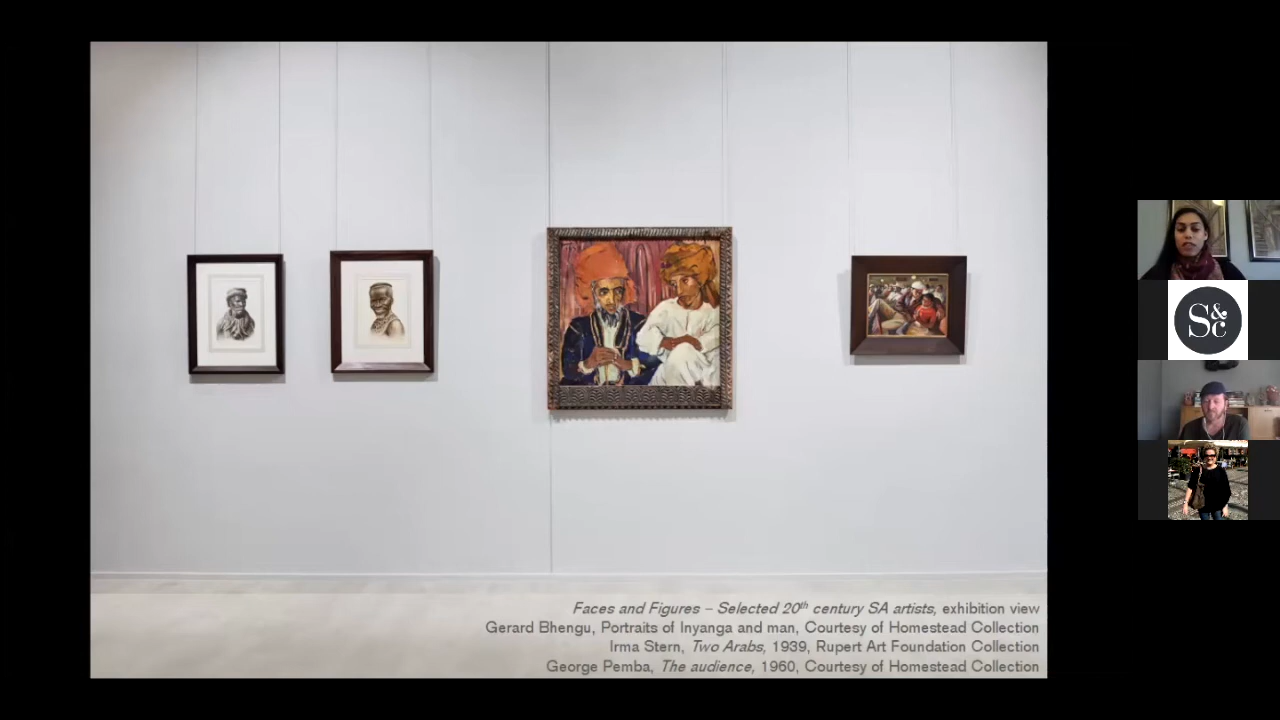 Faces and Figures – Selected 20th century SA artists, exhibition view
Gerard Bhengu, Portraits of Inyanga and man, Courtesy of Homestead Collection
Irma Stern, Two Arabs, 1939, Rupert Art Foundation Collection
George Pemba, The audience, 1960, Courtesy of Homestead Collection
S&c